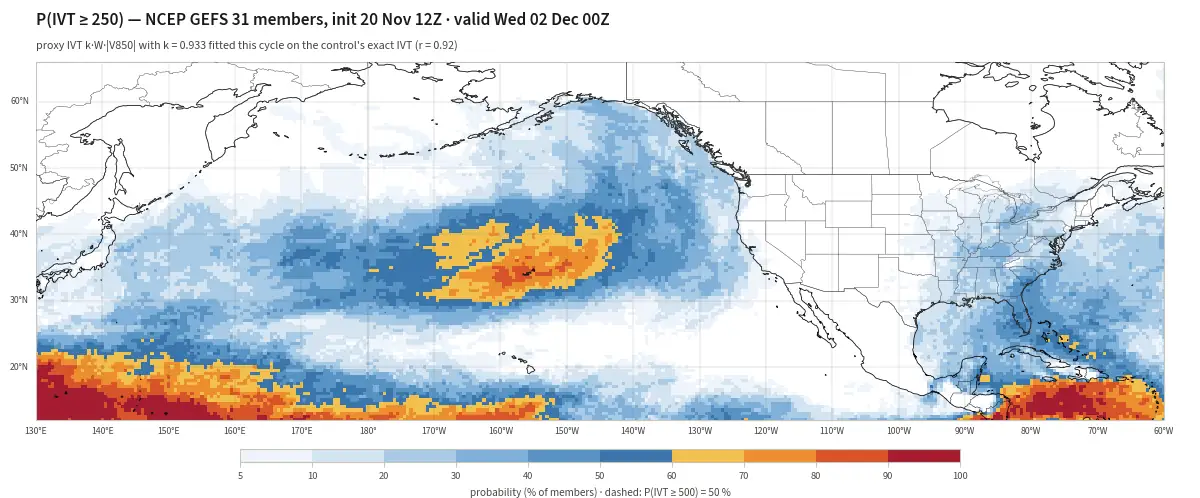 P(IVT ≥ 250) — NCEP GEFS 31 members, init 20 Nov 12Z · valid Wed 02 Dec 00Z
proxy IVT k·W·|V850| with k = 0.933 fitted this cycle on the control's exact IVT (r = 0.92)
60°N
50°N
40°N
30°N
20°N
130°E 140°E 150°E 160°E 170°E 180° 170°W 160°W 150°W 140°W 130°W 120°W 110°W 100°W 90°W 80°W 70°W 60°W
5 10 20 30 40 50 60 70 80 90 100
probability (% of members) · dashed: P(IVT ≥ 500) = 50 %